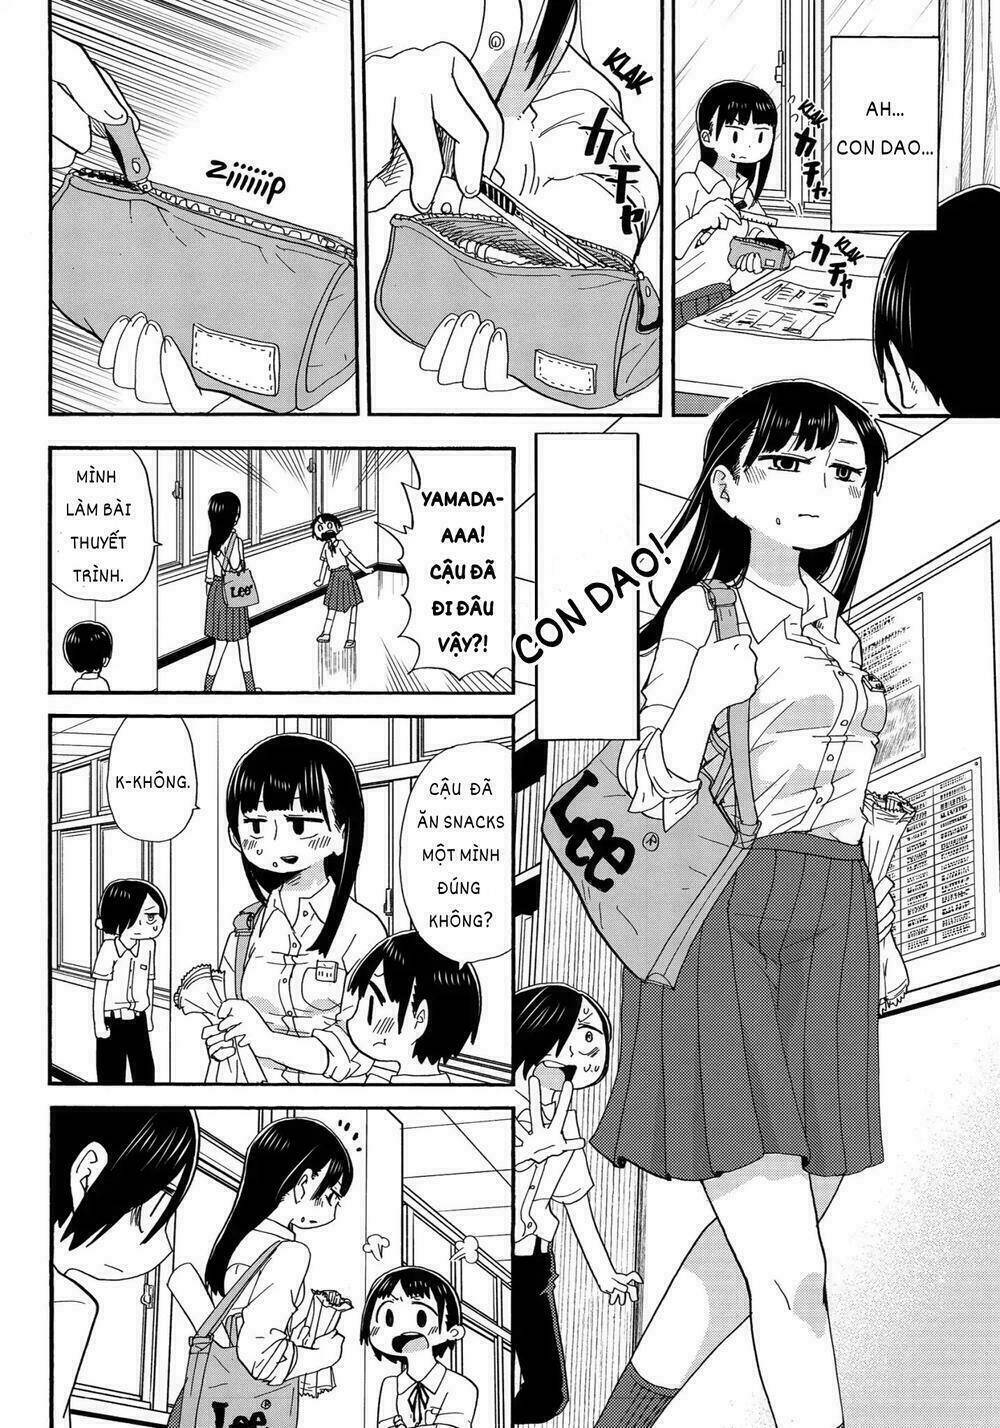 AH...
CON DAO...
KLAK
カチャ
KLAK
カチャ
KLAK
カチャ
ziiiiiip
CON DAO!
Lee
®
YAMADA-
AAA!
CẬU ĐÃ
ĐI ĐÂU
VẬY?!
Lee
MÌNH
LÀM BÀI
THUYẾT
TRÌNH.
CẬU ĐÃ
ĂN SNACKS
MỘT MÌNH
ĐÚNG
KHÔNG?
K-KHÔNG.
Lee
®